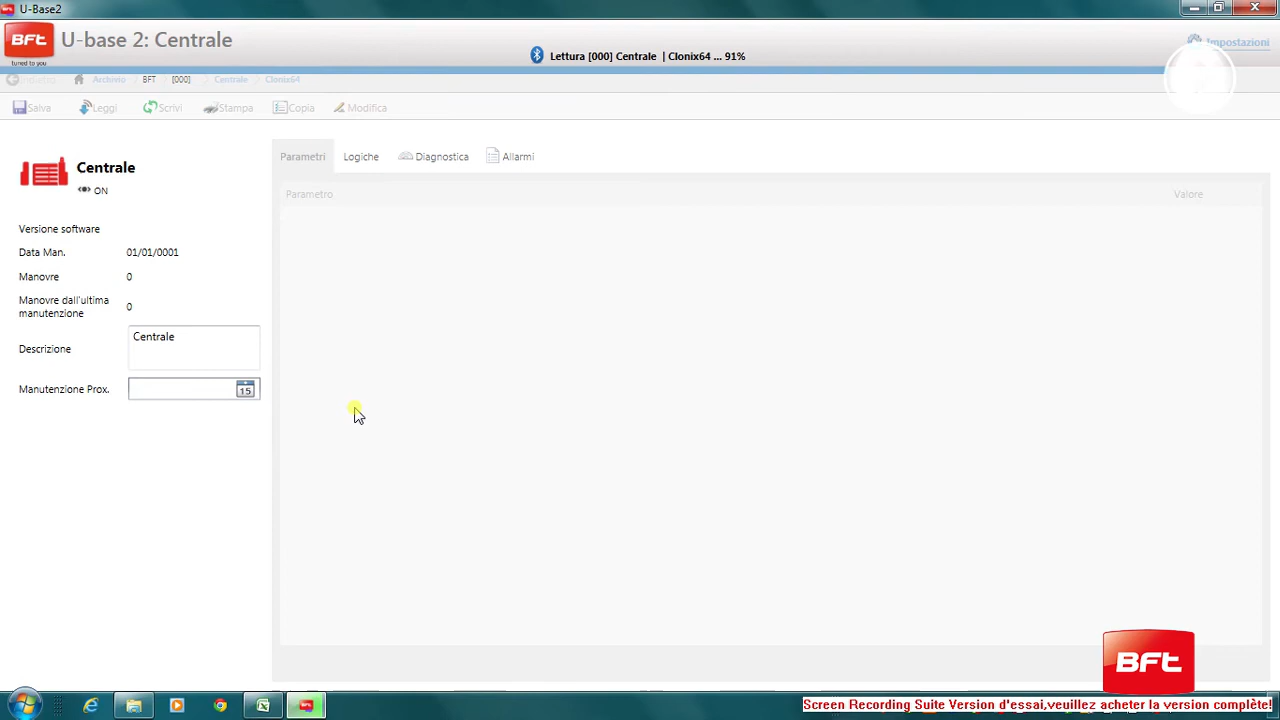 U-Base2
BFT
tuned to you
U-base 2: Centrale
Lettura [000] Centrale | Clonix64 ... 91%
Impostazioni
Archivio BFT [000] Centrale Clonix64
Salva Leggi Scrivi Stampa Copia Modifica
Centrale
ON
Versione software
Data Man. 01/01/0001
Manovre 0
Manovre dall'ultima
manutenzione 0
Descrizione Centrale
Manutenzione Prox. 15
Parametri Logiche Diagnostica Allarmi
Parametro Valore
BFT
Screen Recording Suite Version d'essai,veuillez acheter la version complète!